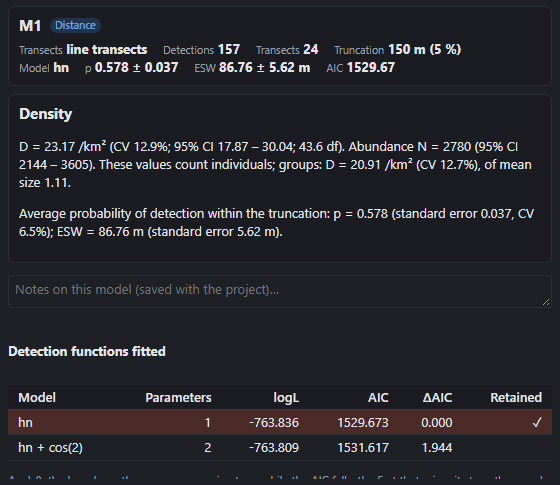 M1 Distance
Transects line transects Detections 157 Transects 24 Truncation 150 m (5 %)
Model hn p 0.578 ± 0.037 ESW 86.76 ± 5.62 m AIC 1529.67
Density
D = 23.17 /km² (CV 12.9%; 95% CI 17.87 – 30.04; 43.6 df). Abundance N = 2780 (95% CI
2144 – 3605). These values count individuals; groups: D = 20.91 /km² (CV 12.7%), of mean
size 1.11.
Average probability of detection within the truncation: p = 0.578 (standard error 0.037, CV
6.5%); ESW = 86.76 m (standard error 5.62 m).
Notes on this model (saved with the project)...
Detection functions fitted
Model Parameters logL AIC ΔAIC Retained
hn 1 -763.836 1529.673 0.000 ✓
hn + cos(2) 2 -763.809 1531.617 1.944